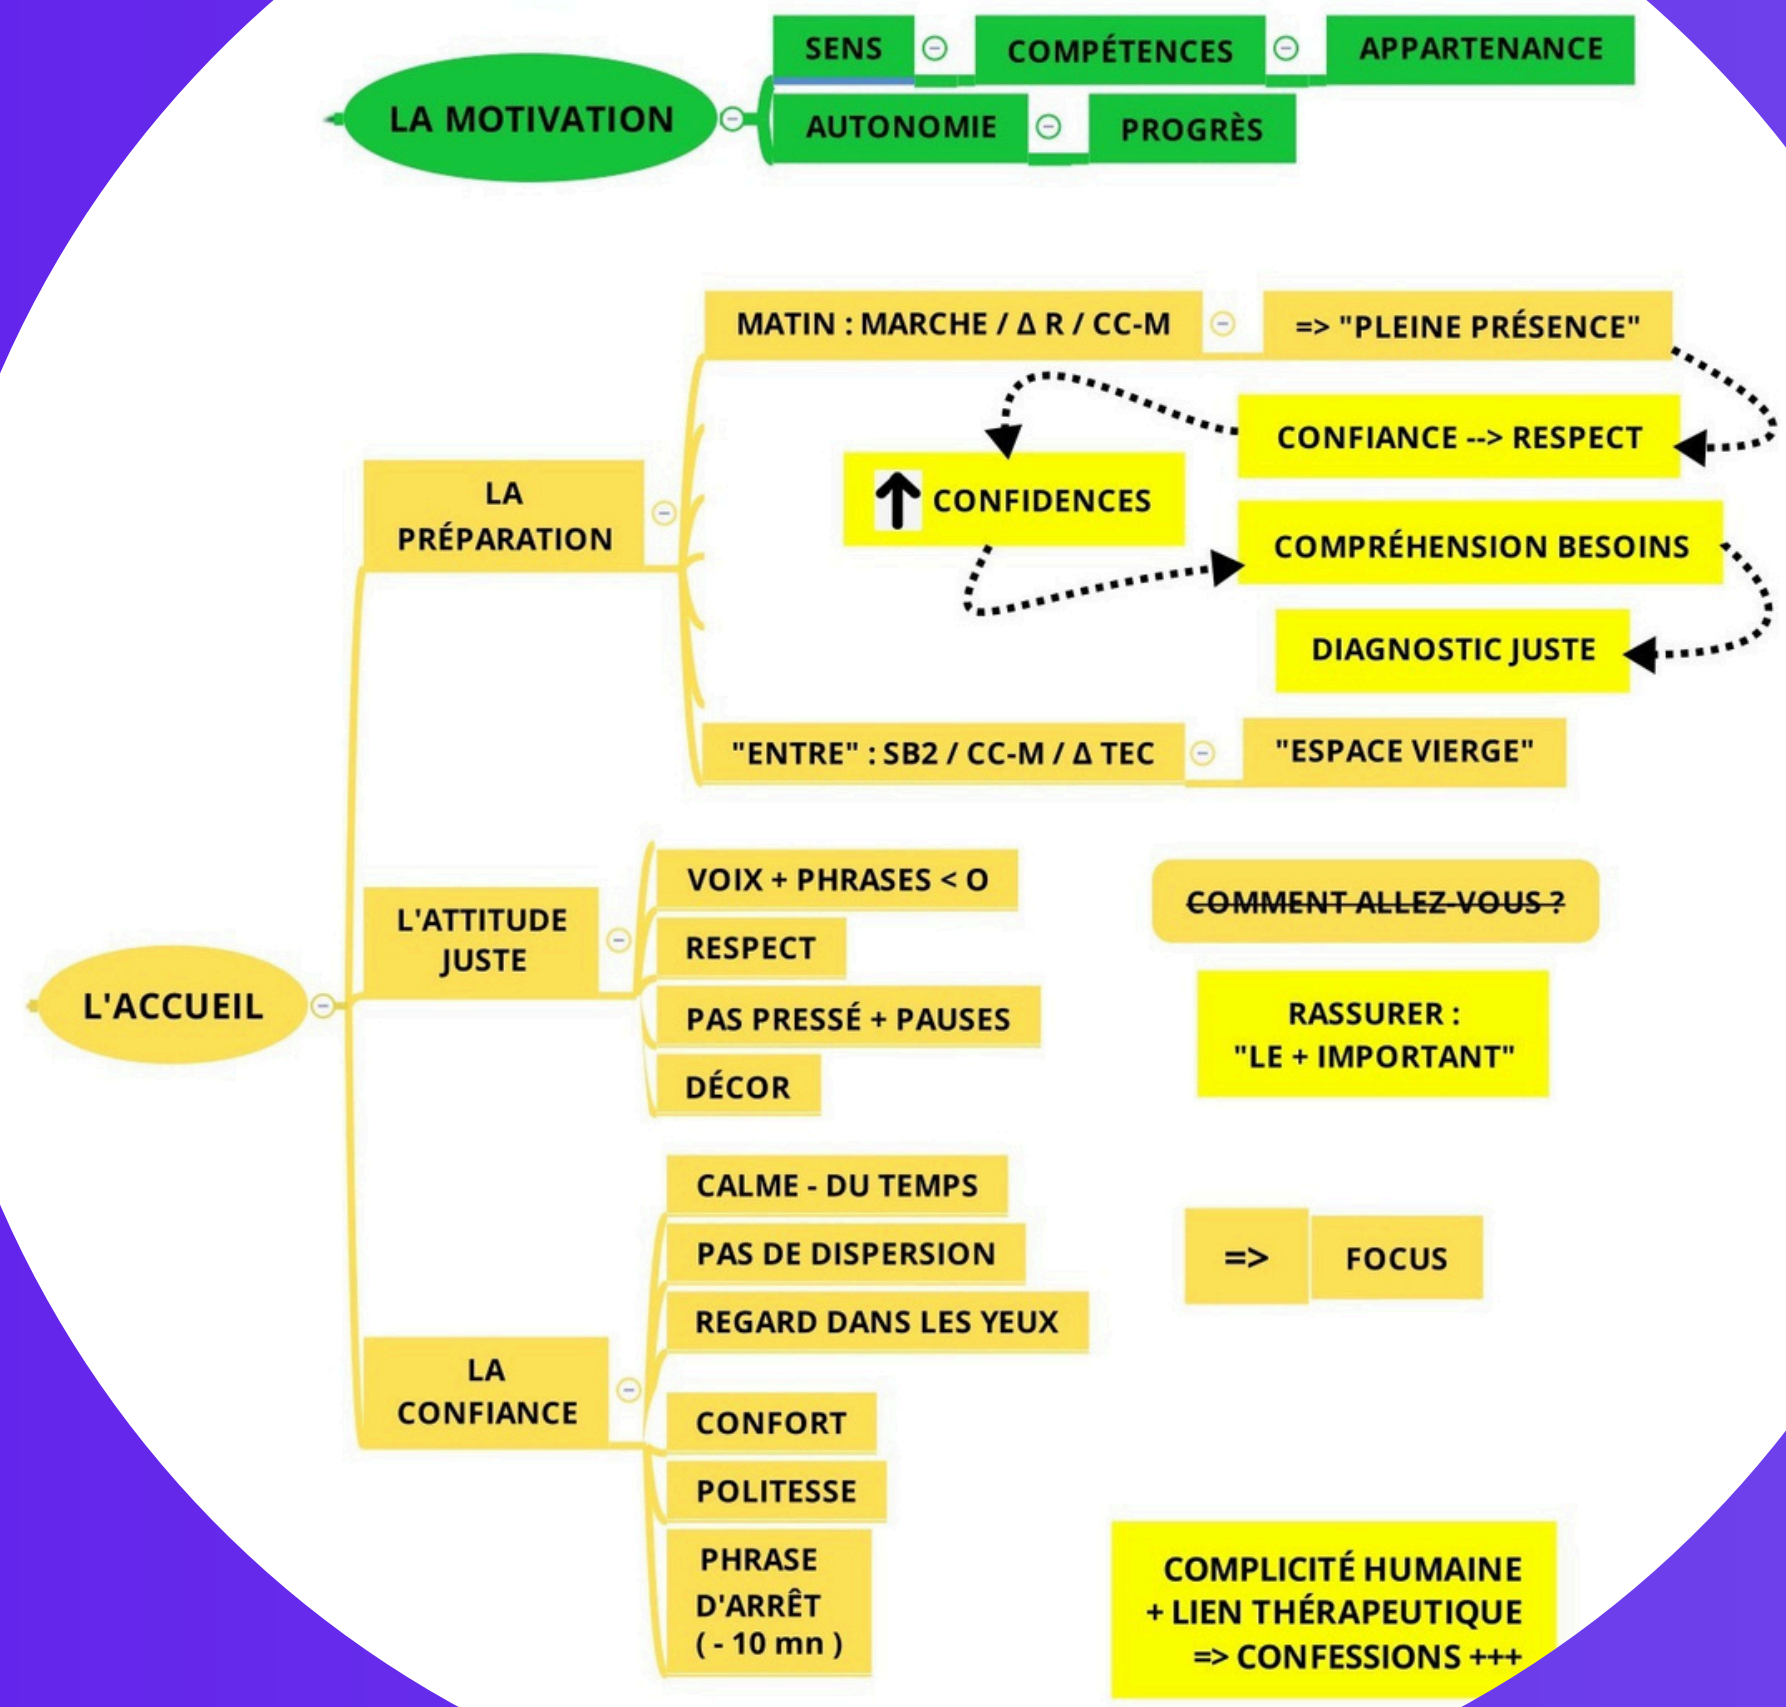 LA MOTIVATION
SENS
COMPÉTENCES
APPARTENANCE
AUTONOMIE
PROGRÈS
L'ACCUEIL
LA
PRÉPARATION
MATIN : MARCHE / Δ R / CC-M
=> "PLEINE PRÉSENCE"
CONFIANCE --> RESPECT
CONFIDENCES
COMPRÉHENSION BESOINS
DIAGNOSTIC JUSTE
"ENTRE" : SB2 / CC-M / Δ TEC
"ESPACE VIERGE"
L'ATTITUDE
JUSTE
VOIX + PHRASES < O
RESPECT
PAS PRESSÉ + PAUSES
DÉCOR
COMMENT ALLEZ-VOUS ?
RASSURER :
"LE + IMPORTANT"
LA
CONFIANCE
CALME - DU TEMPS
PAS DE DISPERSION
REGARD DANS LES YEUX
=>
FOCUS
CONFORT
POLITESSE
PHRASE
D'ARRÊT
( - 10 mn )
COMPLICITÉ HUMAINE
+ LIEN THÉRAPEUTIQUE
=> CONFESSIONS +++